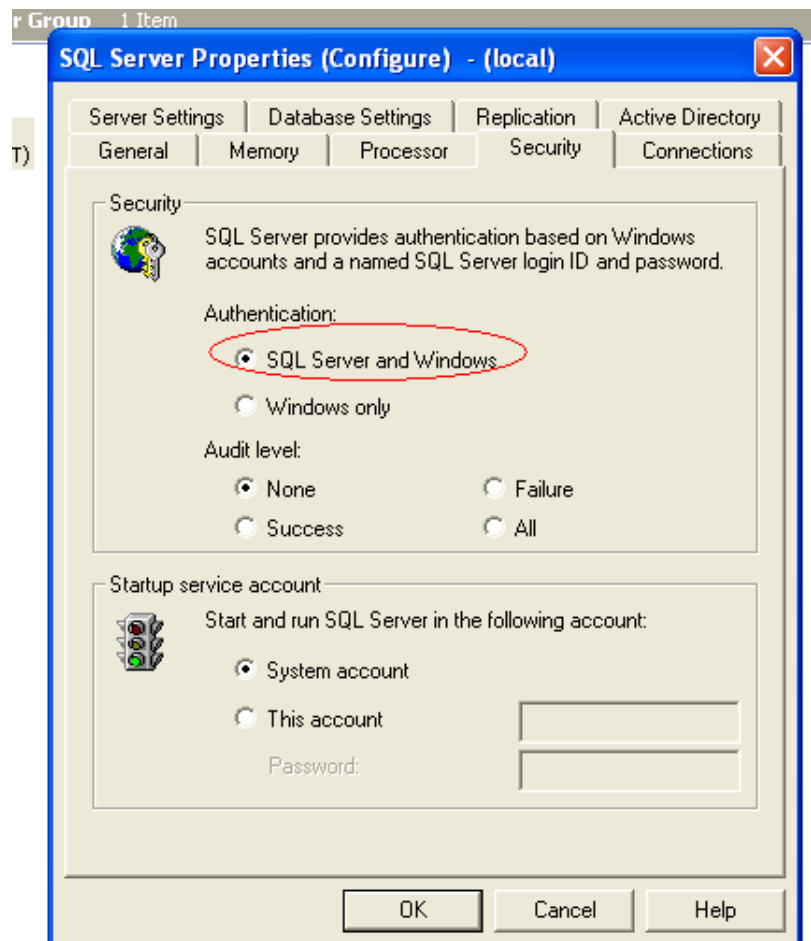 r Group 1 Item
SQL Server Properties (Configure) - (local)
T)
Server Settings Database Settings Replication Active Directory
General Memory Processor Security Connections
Security
SQL Server provides authentication based on Windows
accounts and a named SQL Server login ID and password.
Authentication:
SQL Server and Windows
Windows only
Audit level:
None Failure
Success All
Startup service account
Start and run SQL Server in the following account:
System account
This account
Password:
OK Cancel Help